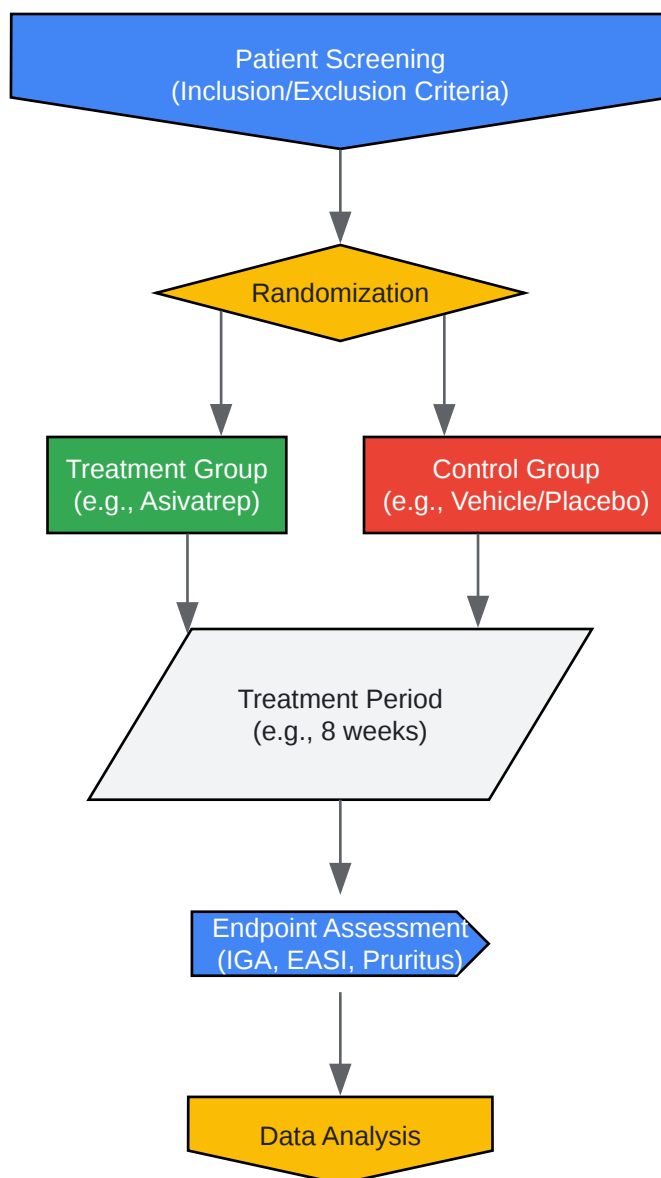 Patient Screening
(Inclusion/Exclusion Criteria)
Randomization
Treatment Group
(e.g., Asivatrep)
Control Group
(e.g., Vehicle/Placebo)
Treatment Period
(e.g., 8 weeks)
Endpoint Assessment
(IGA, EASI, Pruritus)
Data Analysis